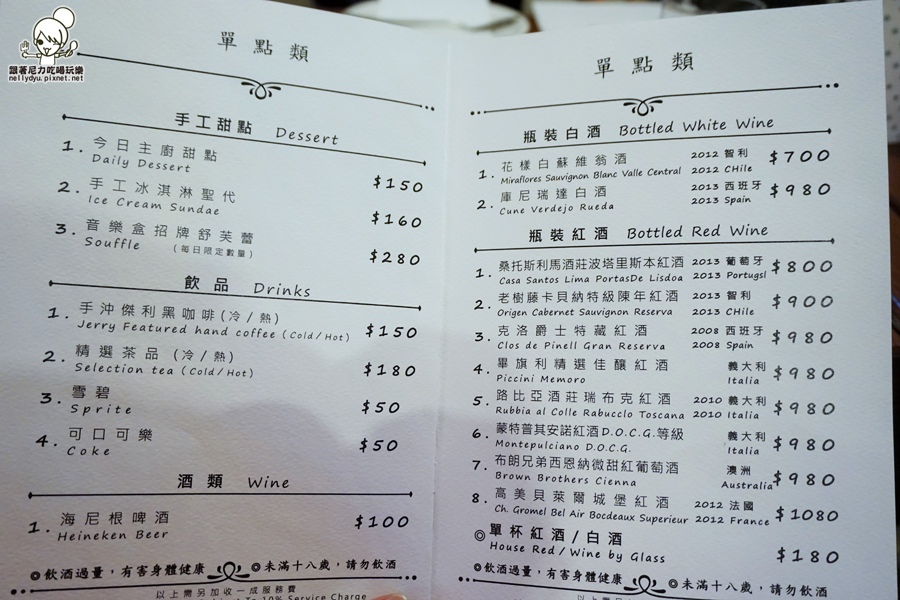 跟著尼力吃喝玩樂
nellydyu.pixnet.net
單點類
手工甜點 Dessert
1. 今日主廚甜點 $150
Daily Dessert
2. 手工冰淇淋聖代 $160
Ice Cream Sundae
3. 音樂盒招牌舒芙蕾 $280
Souffle (每日限定數量)
飲品 Drinks
1. 手沖傑利黑咖啡(冷/熱) $150
Jerry Featured hand coffee (Cold/Hot)
2. 精選茶品 (冷/熱) $180
Selection tea (Cold/Hot)
3. 雪碧 $50
Sprite
4. 可口可樂 $50
Coke
酒類 Wine
1. 海尼根啤酒 $100
Heineken Beer
◎飲酒過量，有害身體健康 ◎未滿十八歲，請勿飲酒
以上需另加收一成服務費
To 10% Service Charge
單點類
瓶裝白酒 Bottled White Wine
1. 花樣白蘇維翁酒 2012 智利 $700
Miraflores Sauvignon Blanc Valle Central 2012 CHile
2. 庫尼瑞達白酒 2013 西班牙 $980
Cune Verdejo Rueda 2013 Spain
瓶裝紅酒 Bottled Red Wine
1. 桑托斯利馬酒莊波塔里斯本紅酒 2013 葡萄牙 $800
Casa Santos Lima PortasDe Lisdoa 2013 Portugsl
2. 老樹藤卡貝納特級陳年紅酒 2013 智利 $900
Origen Cabernet Sauvignon Reserva 2013 CHile
3. 克洛爵士特藏紅酒 2008 西班牙 $980
Clos de Pinell Gran Reserva 2008 Spain
4. 畢旗利精選佳釀紅酒 義大利 $980
Piccini Memoro Italia
5. 路比亞酒莊瑞布克紅酒 2010 義大利 $980
Rubbia al Colle Rabucclo Toscana 2010 Italia
6. 蒙特普其安諾紅酒D.O.C.G.等級 義大利 $980
Montepulciano D.O.C.G. Italia
7. 布朗兄弟西恩納微甜紅葡萄酒 澳洲 $980
Brown Brothers Cienna Australia
8. 高美貝萊爾城堡紅酒 2012 法國 $1080
Ch. Gromel Bel Air Bocdeaux Superieur 2012 France
◎單杯紅酒/白酒 $180
House Red/Wine by Glass
◎飲酒過量，有害身體健康 ◎未滿十八歲，請勿飲酒
以上需另